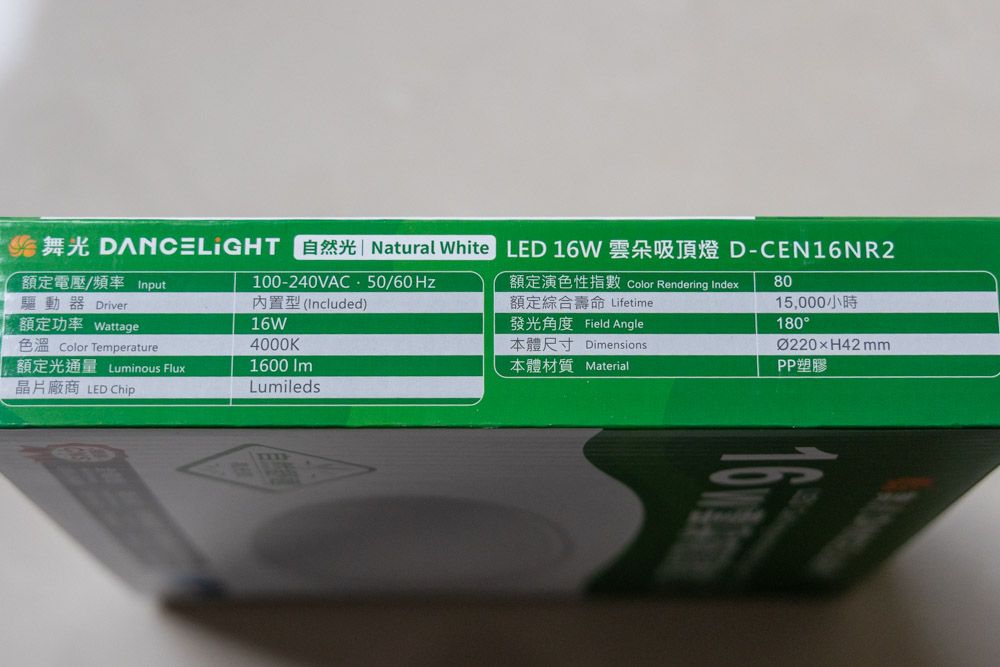 舞光 DANCELiGHT 自然光 | Natural White LED 16W 雲朵吸頂燈 D-CEN16NR2
額定電壓/頻率 Input 100-240VAC · 50/60Hz
驅動器 Driver 內置型(Included)
額定功率 Wattage 16W
色溫 Color Temperature 4000K
額定光通量 Luminous Flux 1600 lm
晶片廠商 LED Chip Lumileds
額定演色性指數 Color Rendering Index 80
額定綜合壽命 Lifetime 15,000小時
發光角度 Field Angle 180°
本體尺寸 Dimensions Ø220×H42mm
本體材質 Material PP塑膠
16W